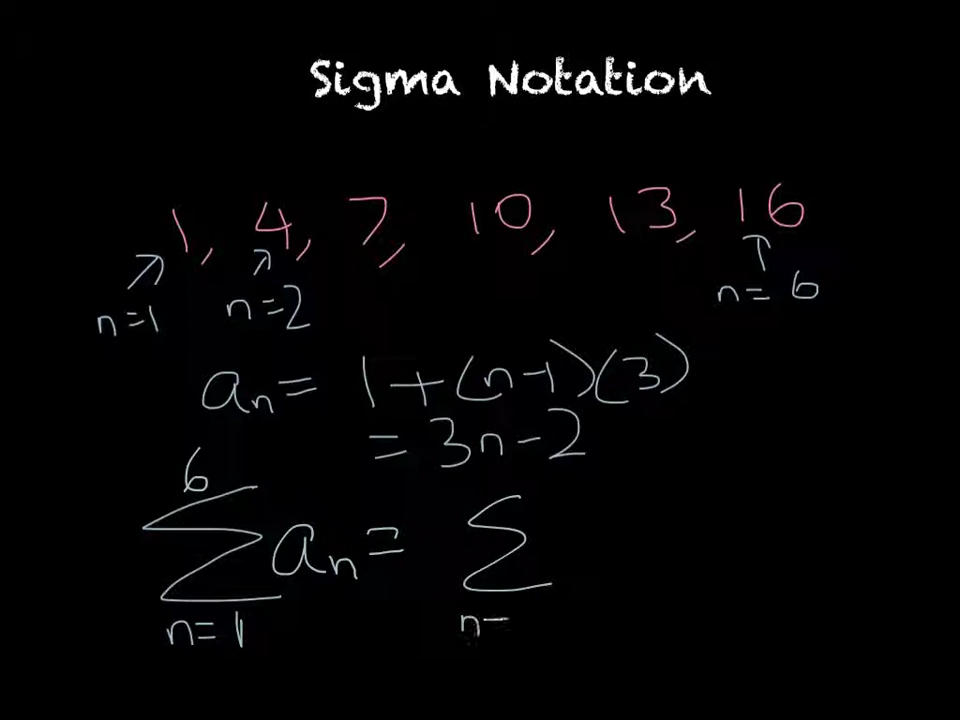 Sigma Notation
1, 4, 7, 10, 13, 16
n=1 n=2 n= 6
aₙ= 1+(n-1)(3)
= 3n-2
6
∑ aₙ= ∑
n=1 n=